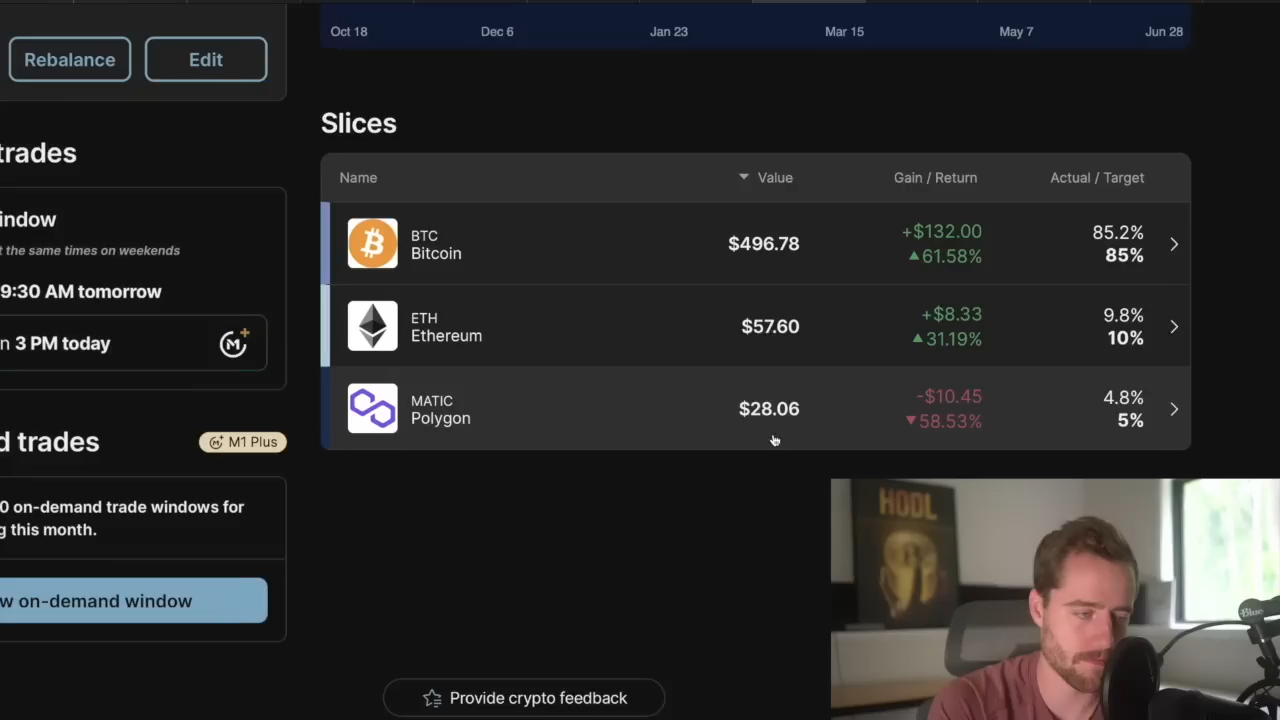 Oct 18
Dec 6
Jan 23
Mar 15
May 7
Jun 28
Rebalance
Edit
trades
indow
t the same times on weekends
9:30 AM tomorrow
n 3 PM today
d trades
M1 Plus
0 on-demand trade windows for
g this month.
w on-demand window
Slices
Name
Value
Gain / Return
Actual / Target
BTC
Bitcoin
$496.78
+$132.00
61.58%
85.2%
85%
ETH
Ethereum
$57.60
+$8.33
31.19%
9.8%
10%
MATIC
Polygon
$28.06
-$10.45
58.53%
4.8%
5%
Provide crypto feedback
HODL
Blue